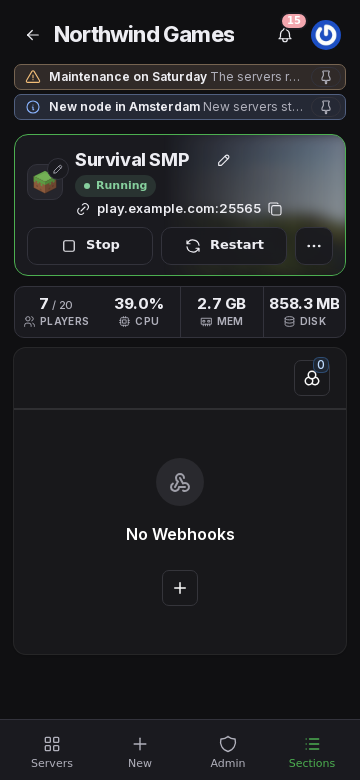 Northwind Games
15
Maintenance on Saturday The servers r...
New node in Amsterdam New servers st...
Survival SMP
Running
play.example.com:25565
Stop
Restart
7 / 20
PLAYERS
39.0%
CPU
2.7 GB
MEM
858.3 MB
DISK
0
No Webhooks
Servers
New
Admin
Sections